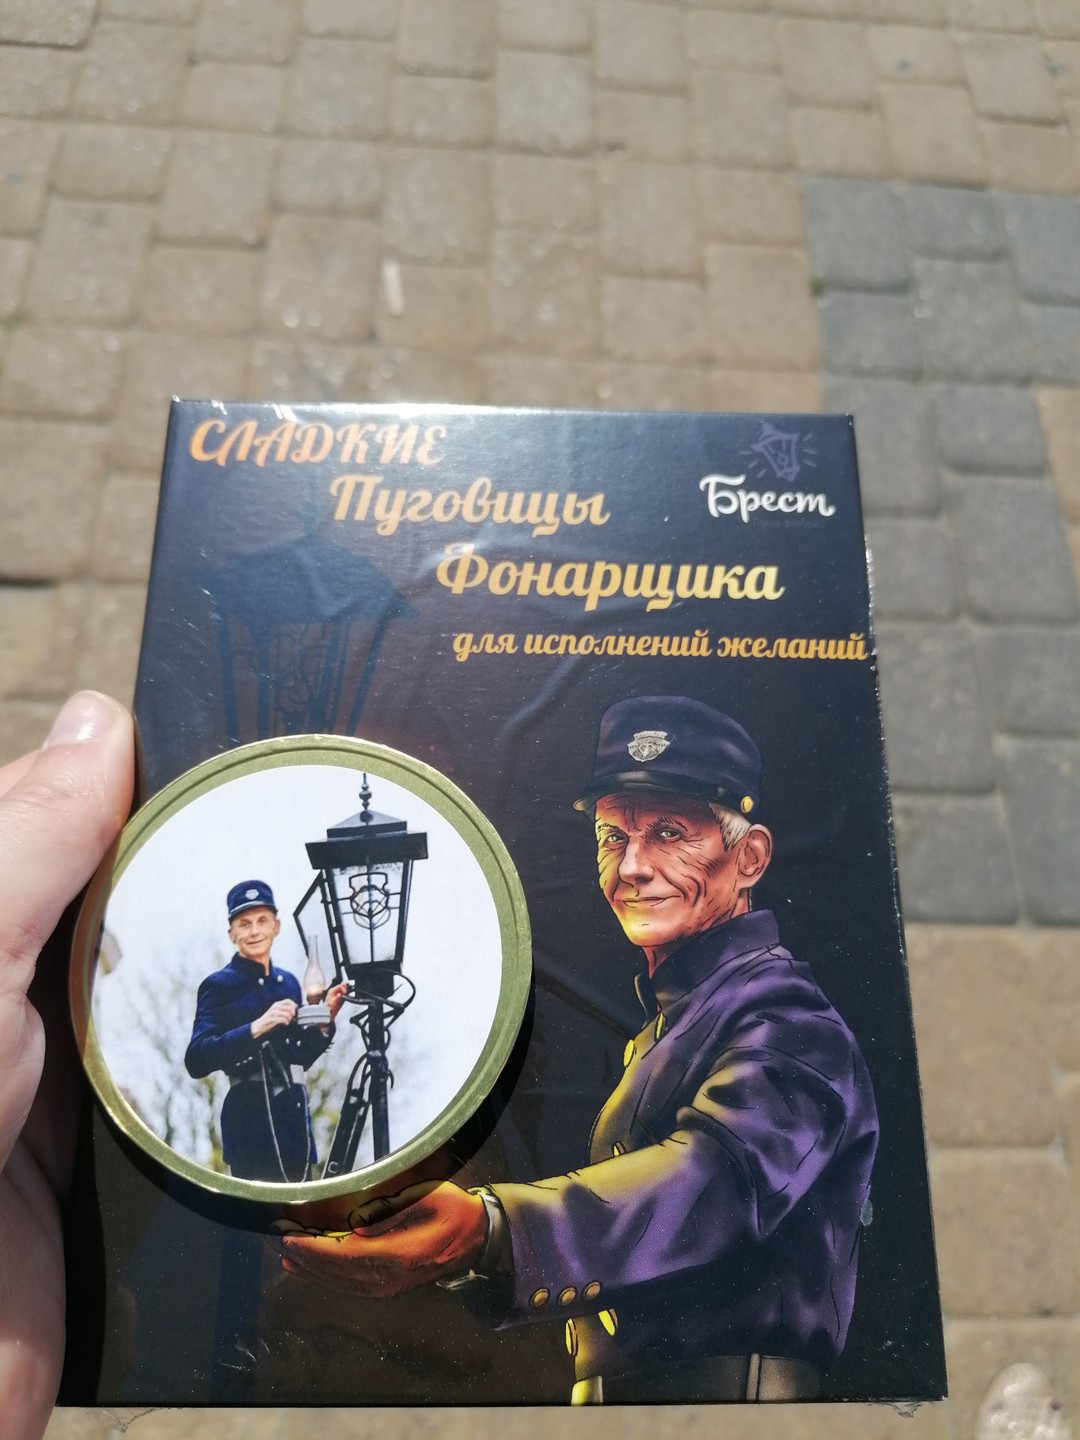 СЛАДКИЕ
Пуговицы
Фонарщика
для исполнений желаний
Брест